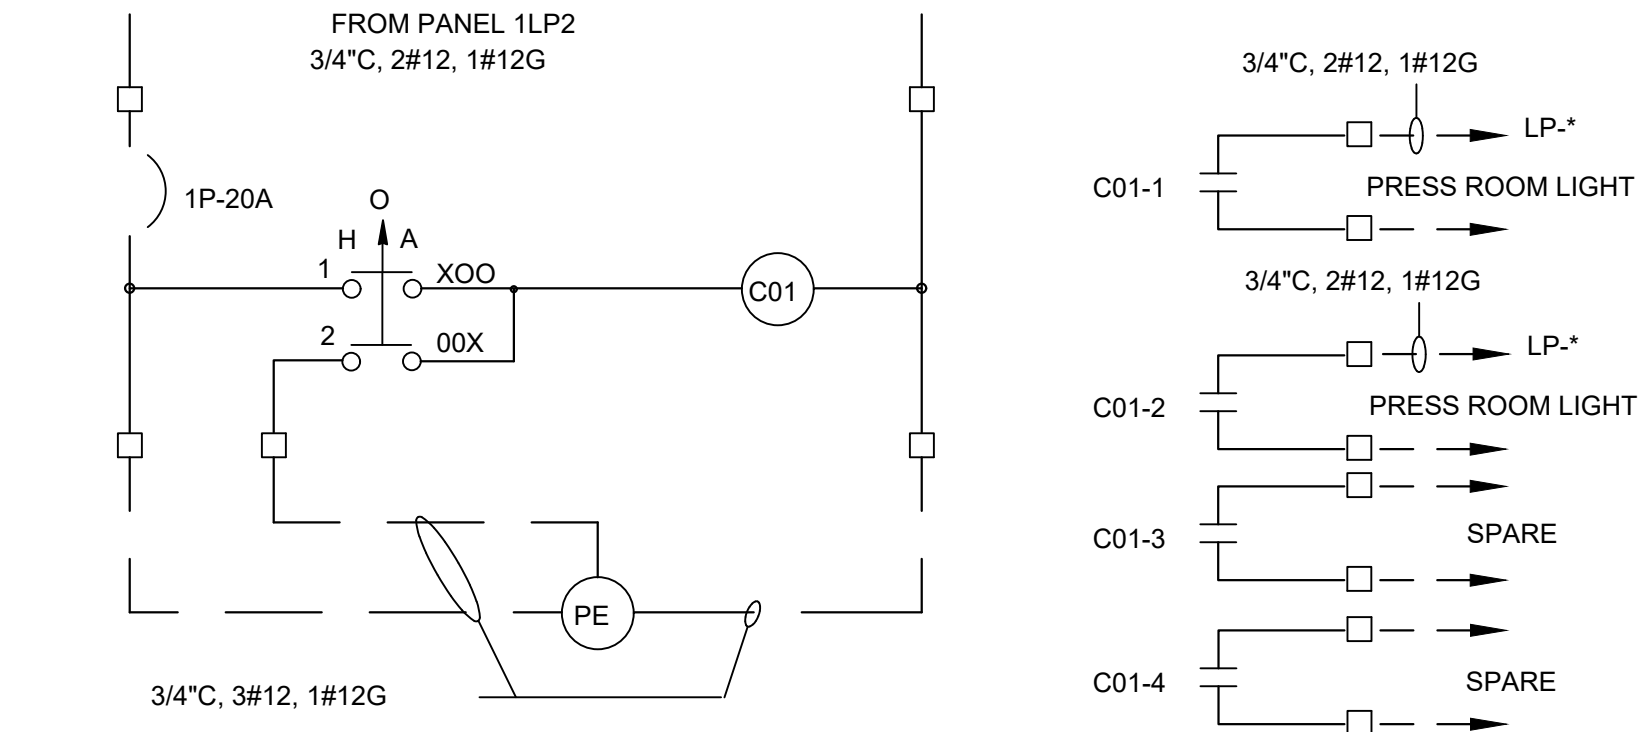 FROM PANEL 1LP2
3/4"C, 2#12, 1#12G
1P-20A
O
H A
1 XOO
C01
2 00X
PE
3/4"C, 3#12, 1#12G
3/4"C, 2#12, 1#12G
LP-*
C01-1 PRESS ROOM LIGHT
3/4"C, 2#12, 1#12G
LP-*
C01-2 PRESS ROOM LIGHT
C01-3 SPARE
C01-4 SPARE